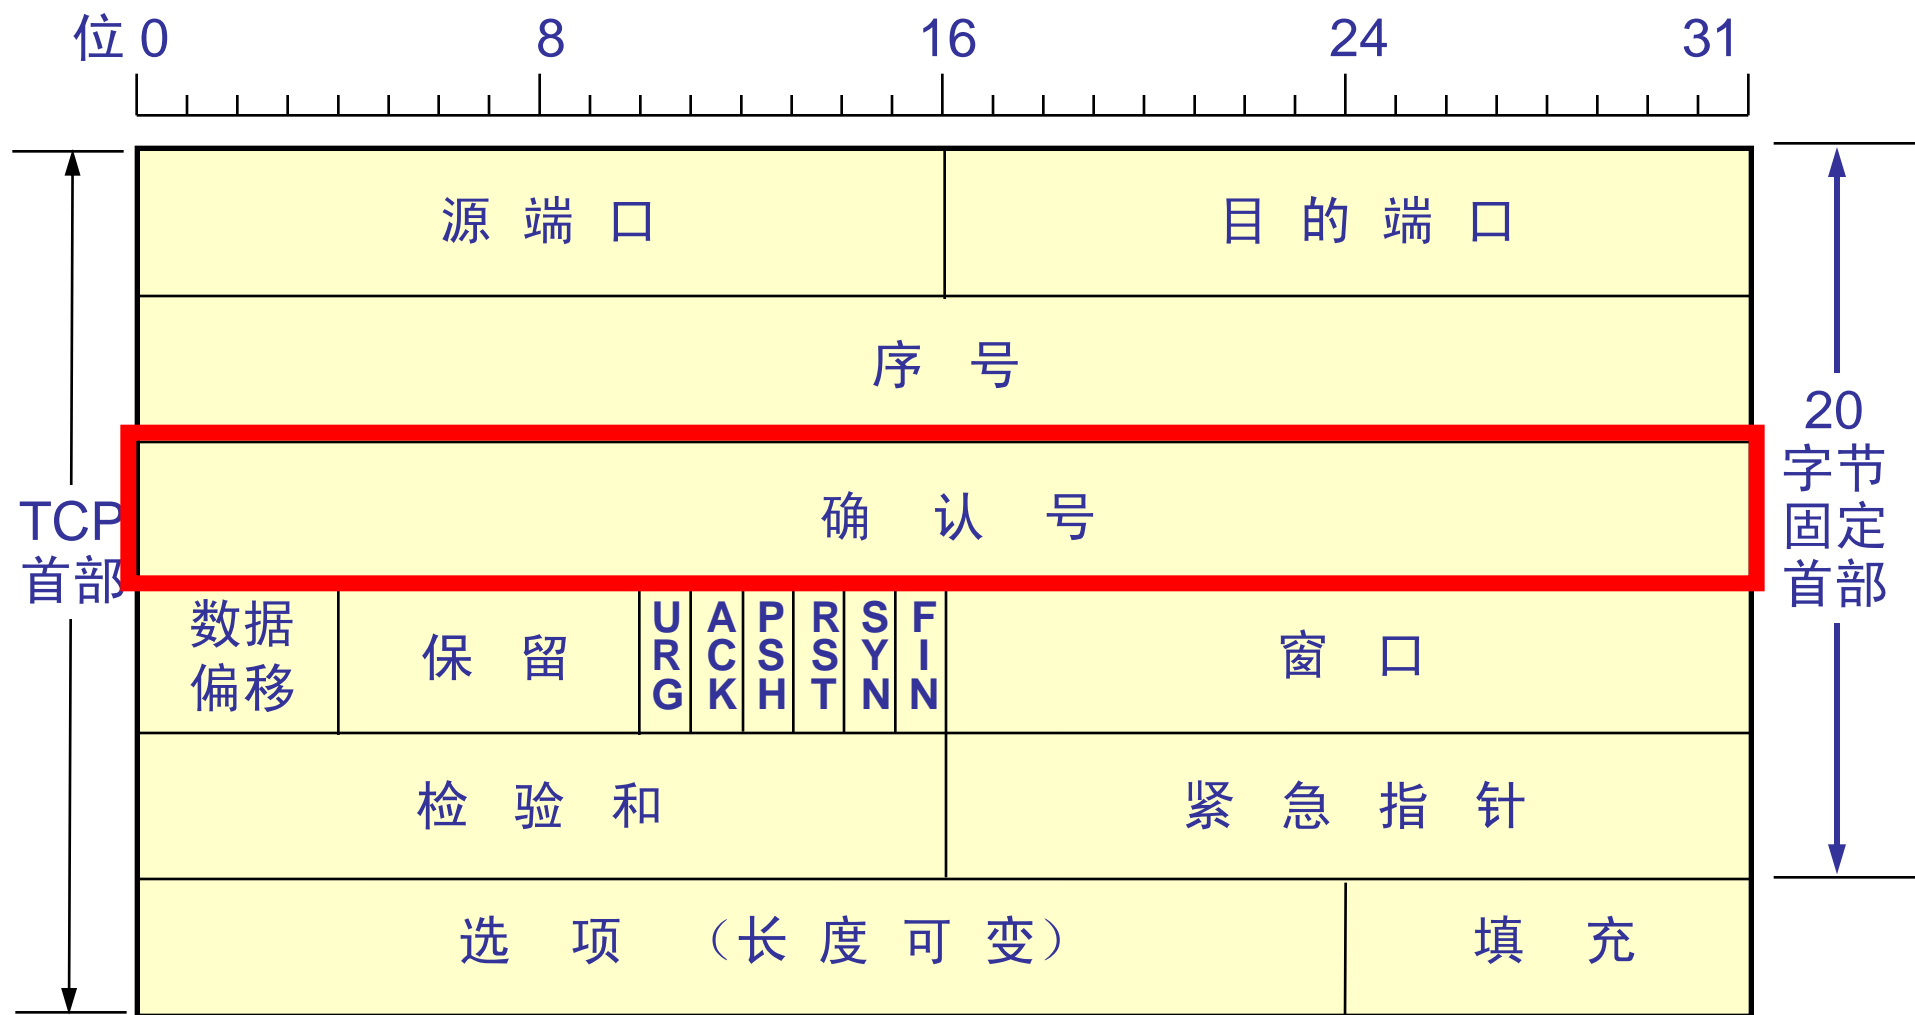 位 0 8 16 24 31
源 端 口 目 的 端 口
序 号
确 认 号
TCP
首部
20
字节
固定
首部
数据
偏移
保 留
URG
ACK
PSH
RST
SYN
FIN
窗 口
检 验 和 紧 急 指 针
选 项 （长 度 可 变） 填 充